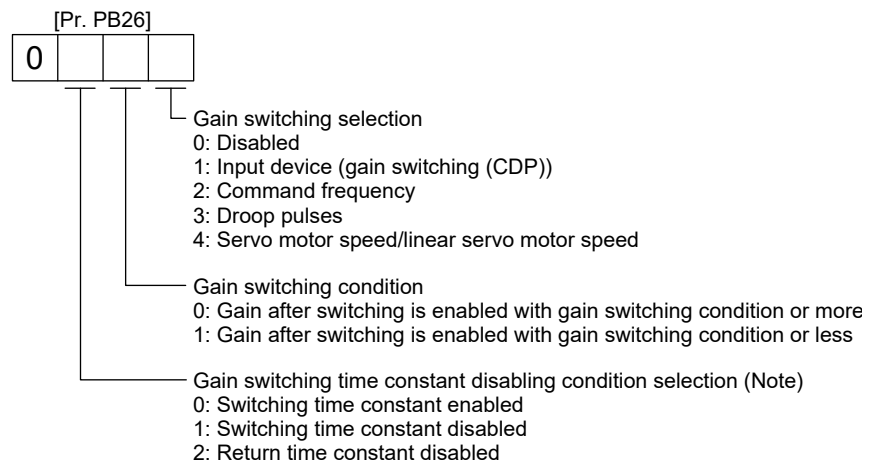 [Pr. PB26]
0
Gain switching selection
0: Disabled
1: Input device (gain switching (CDP))
2: Command frequency
3: Droop pulses
4: Servo motor speed/linear servo motor speed
Gain switching condition
0: Gain after switching is enabled with gain switching condition or more
1: Gain after switching is enabled with gain switching condition or less
Gain switching time constant disabling condition selection (Note)
0: Switching time constant enabled
1: Switching time constant disabled
2: Return time constant disabled